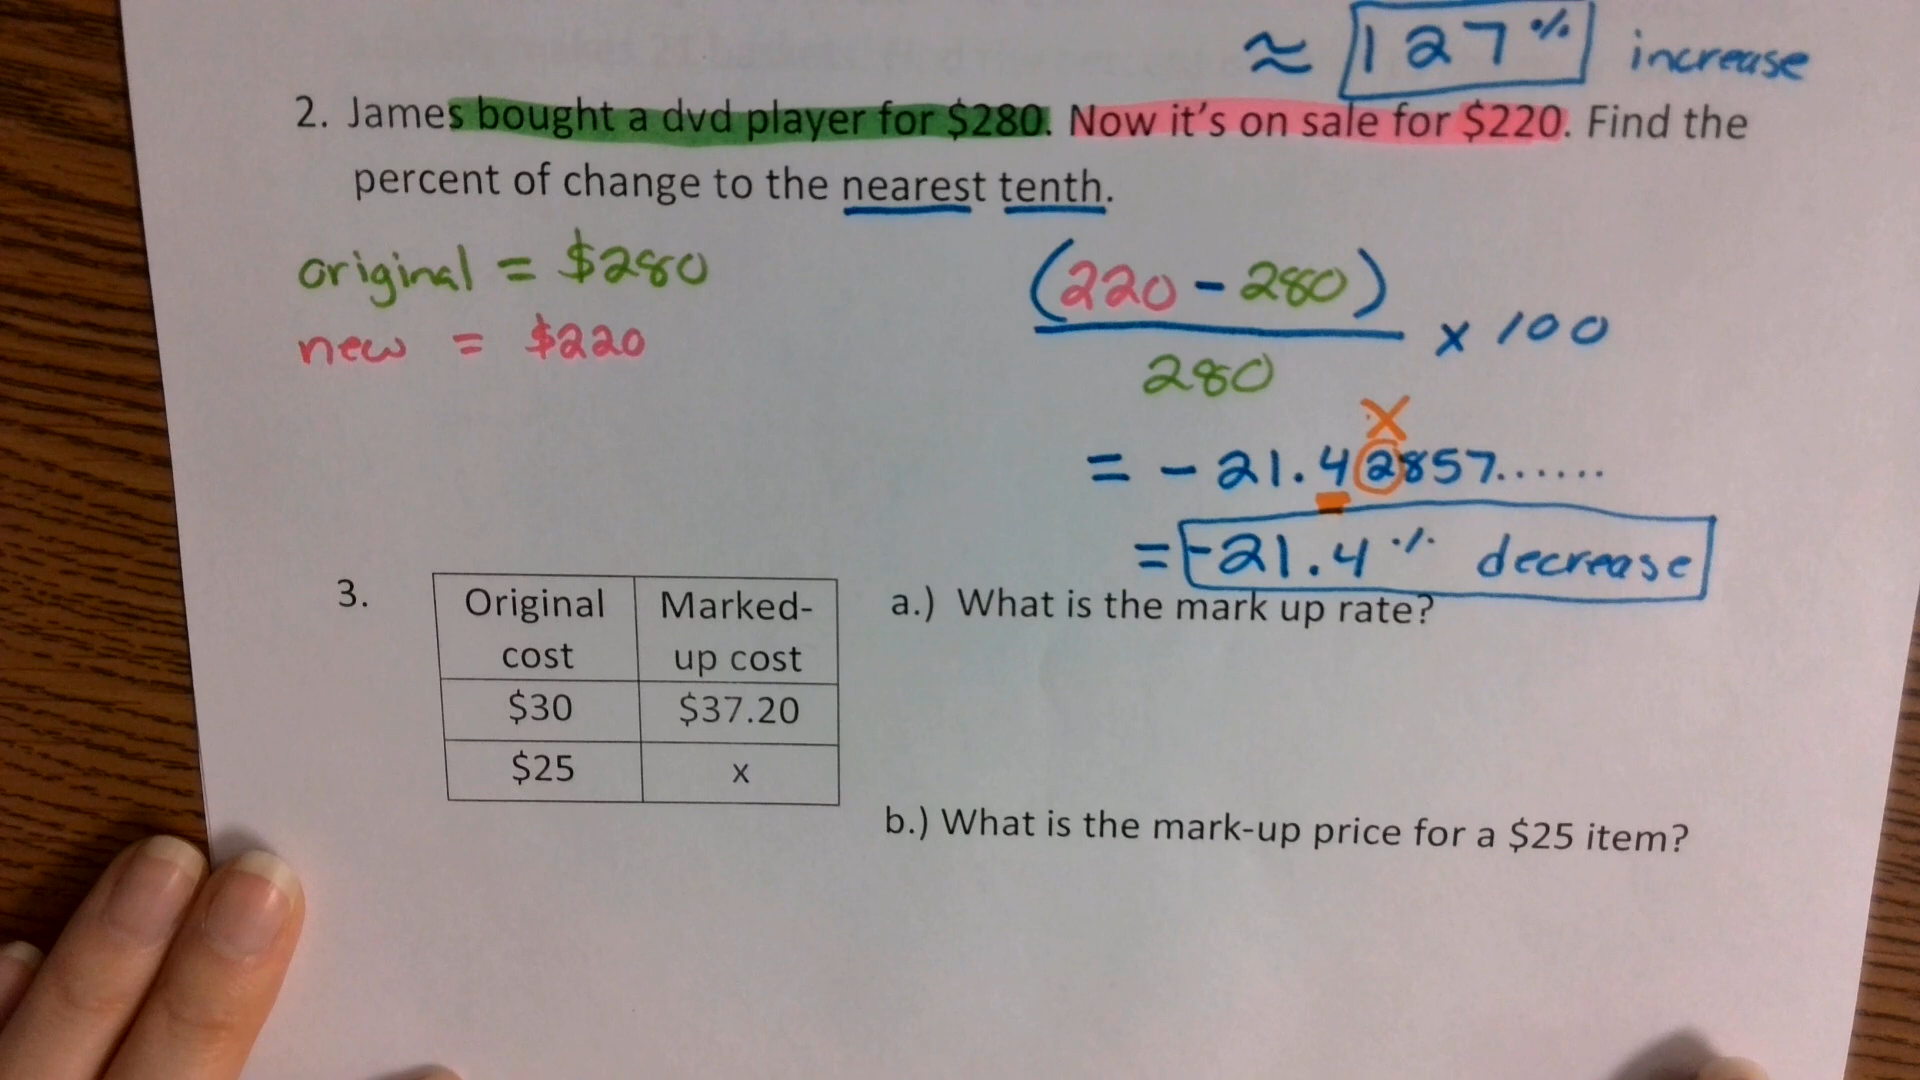 ≈ 127% increase
2. James bought a dvd player for $280. Now it's on sale for $220. Find the
percent of change to the nearest tenth.
original = $280
new = $220
(220 - 280)
280
x 100
X
= -21.42857......
= -21.4% decrease
3.
Original cost
Marked-up cost
$30
$37.20
$25
x
a.) What is the mark up rate?
b.) What is the mark-up price for a $25 item?